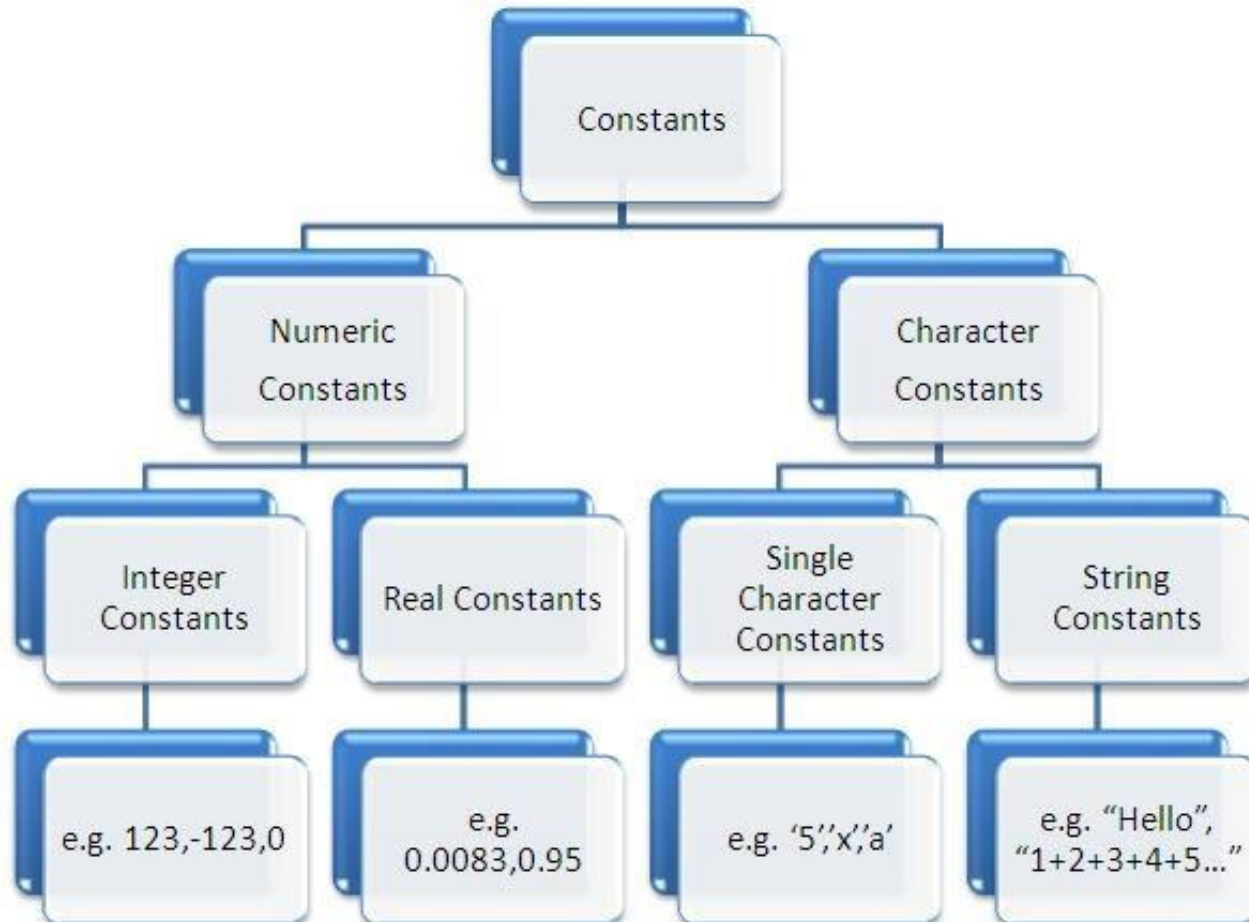 Constants
Numeric
Constants
Character
Constants
Integer
Constants
Real Constants
Single
Character
Constants
String
Constants
e.g. 123,-123,0
e.g.
0.0083,0.95
e.g. ‘5’,’x’,’a’
e.g. “Hello”,
“1+2+3+4+5...”